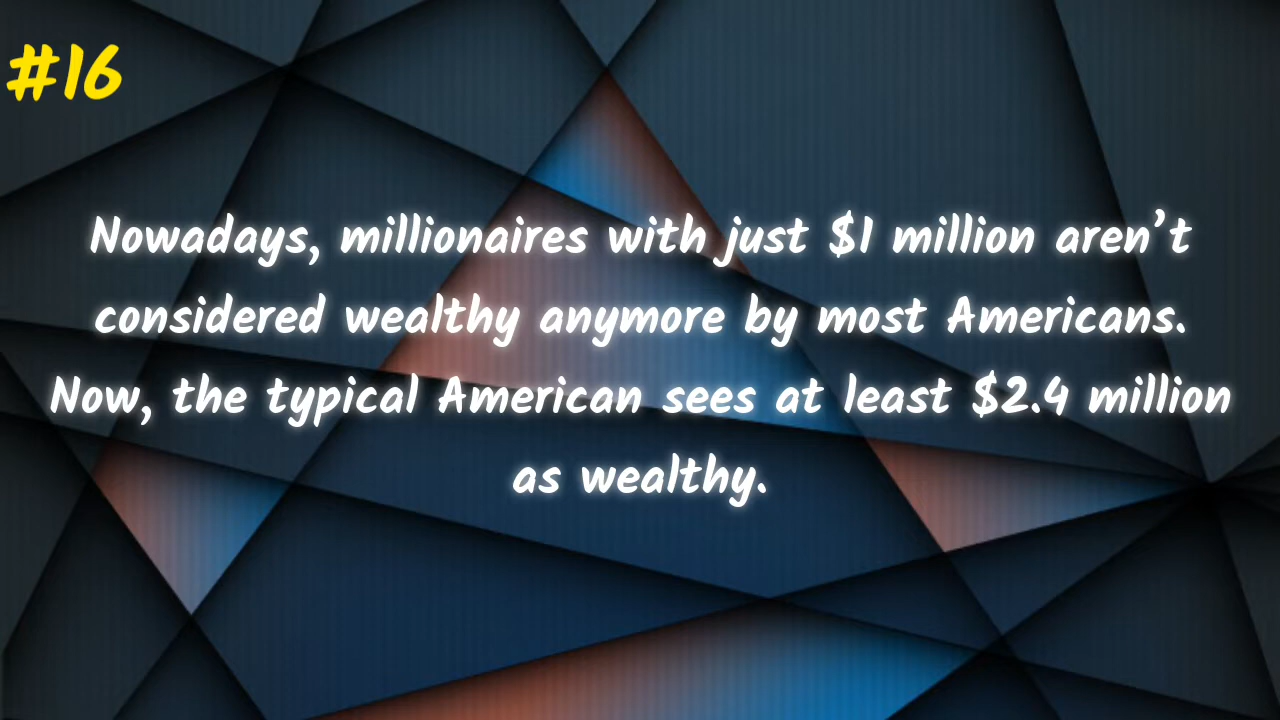 #16
Nowadays, millionaires with just $1 million aren’t
considered wealthy anymore by most Americans.
Now, the typical American sees at least $2.4 million
as wealthy.